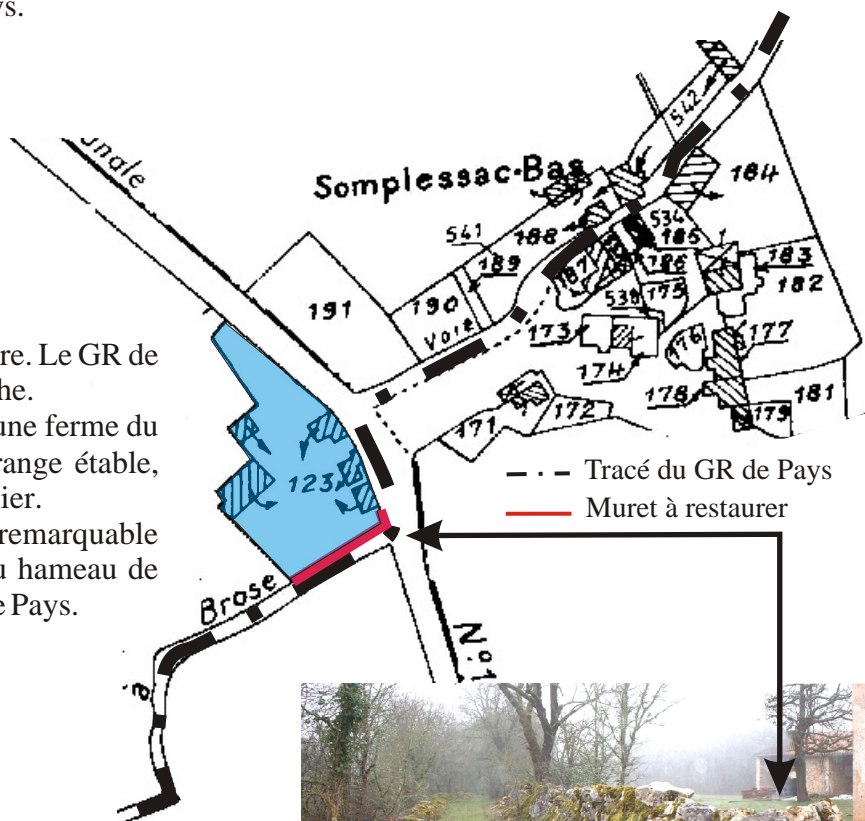 ys.
onale
Somplessac-Bas
542
184
541
188
534
185
189
187
186
183
182
191
190
Voie
539
175
173
174
176
177
178
181
171
172
179
123
re. Le GR de
he.
une ferme du
range étable,
ier.
remarquable
u hameau de
e Pays.
Tracé du GR de Pays
Muret à restaurer
Brose
à
N°1